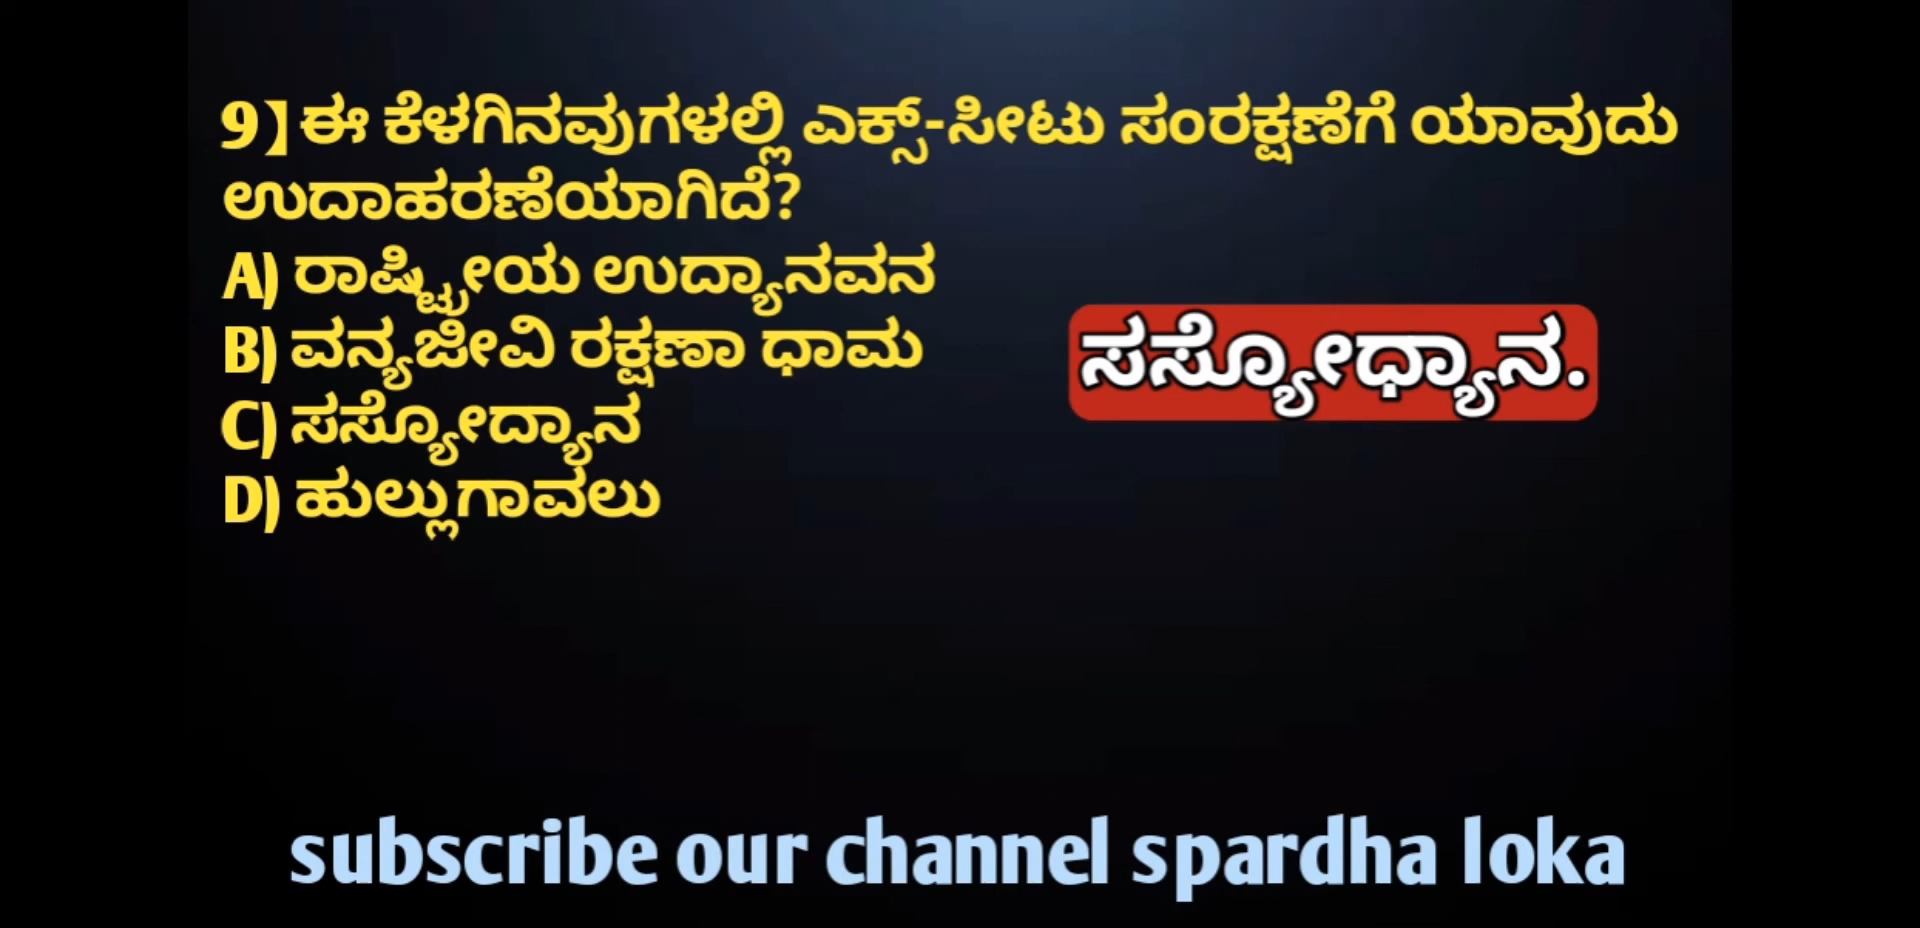 9】ಈ ಕೆಳಗಿನವುಗಳಲ್ಲಿ ಎಕ್ಸ್-ಸೀಟು ಸಂರಕ್ಷಣೆಗೆ ಯಾವುದು
ಉದಾಹರಣೆಯಾಗಿದೆ?
A) ರಾಷ್ಟ್ರೀಯ ಉದ್ಯಾನವನ
B) ವನ್ಯಜೀವಿ ರಕ್ಷಣಾ ಧಾಮ
C) ಸಸ್ಯೋದ್ಯಾನ
D) ಹುಲ್ಲುಗಾವಲು
ಸಸ್ಯೋಧ್ಯಾನ.
subscribe our channel spardha loka